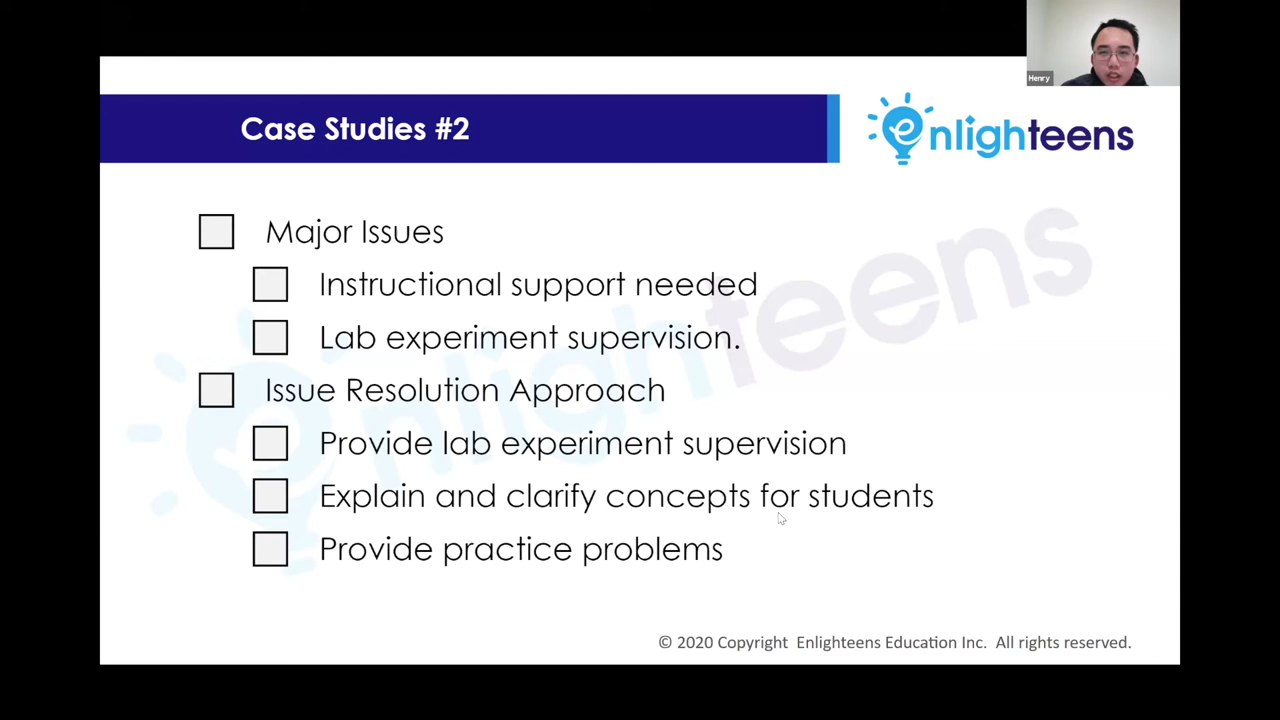 Henry
Case Studies #2
enlighteens
Major Issues
Instructional support needed
Lab experiment supervision.
Issue Resolution Approach
Provide lab experiment supervision
Explain and clarify concepts for students
Provide practice problems
enlighteens
© 2020 Copyright Enlighteens Education Inc. All rights reserved.